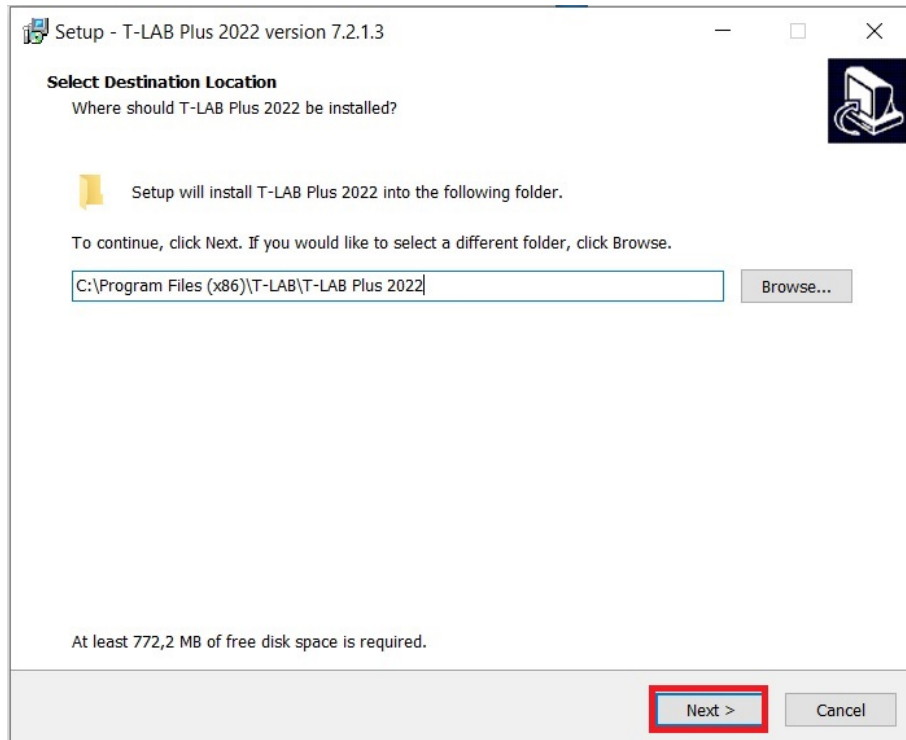 Setup - T-LAB Plus 2022 version 7.2.1.3
Select Destination Location
Where should T-LAB Plus 2022 be installed?
Setup will install T-LAB Plus 2022 into the following folder.
To continue, click Next. If you would like to select a different folder, click Browse.
C:\Program Files (x86)\T-LAB\T-LAB Plus 2022
Browse...
At least 772,2 MB of free disk space is required.
Next >
Cancel